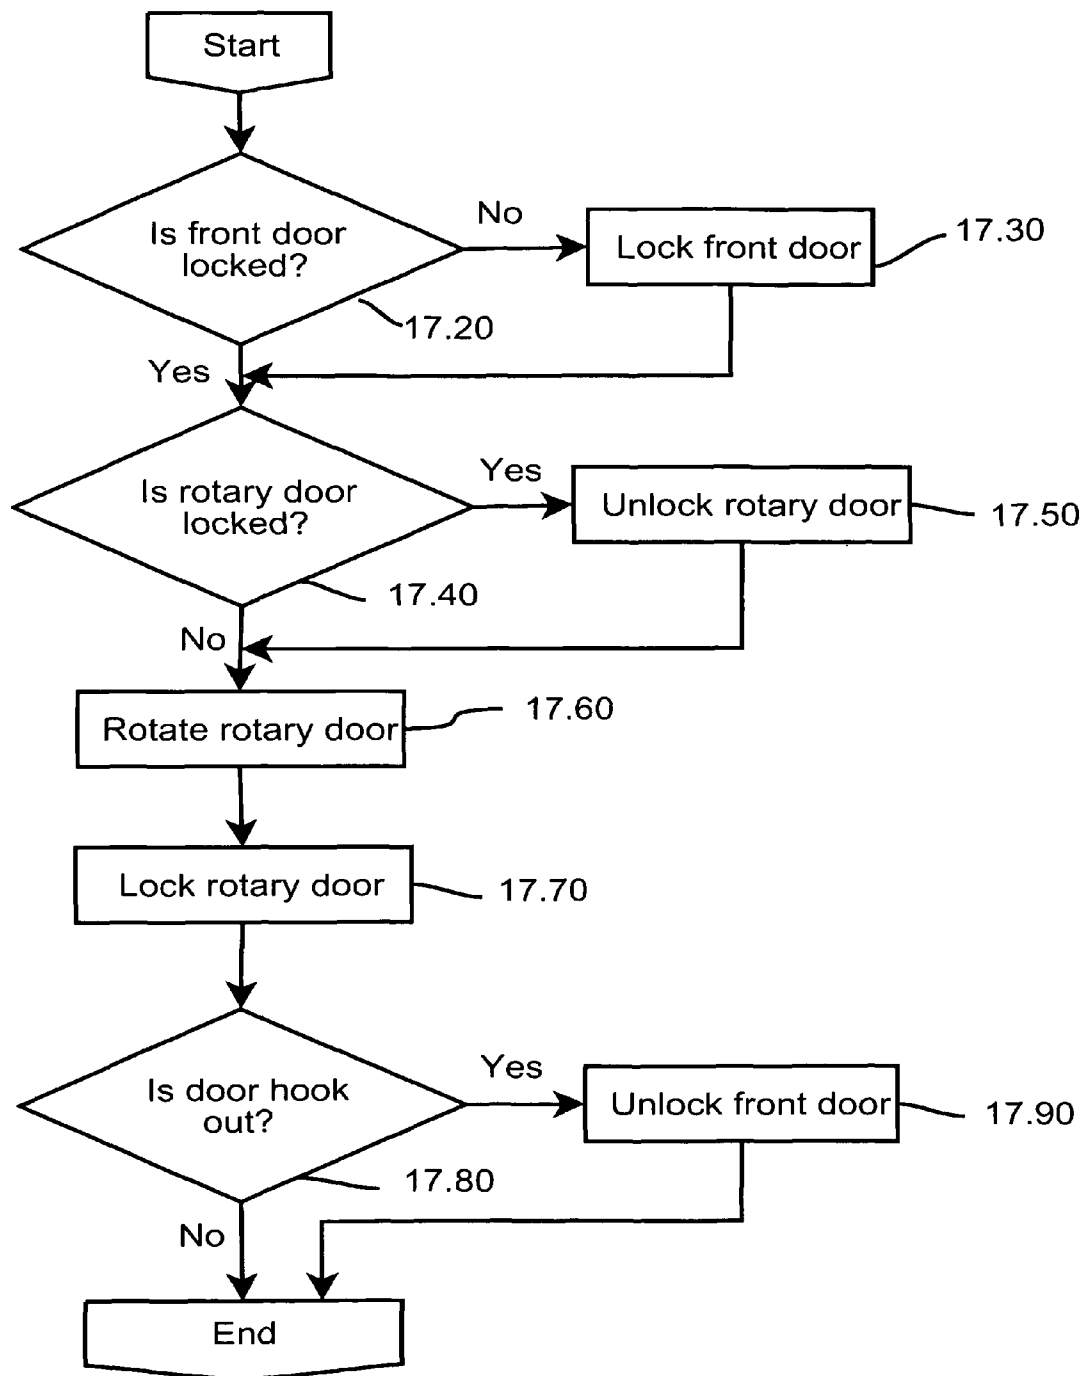 Start
Is front door
locked?
No
Lock front door
17.30
17.20
Yes
Is rotary door
locked?
Yes
Unlock rotary door
17.50
17.40
No
Rotate rotary door
17.60
Lock rotary door
17.70
Is door hook
out?
Yes
Unlock front door
17.90
17.80
No
End